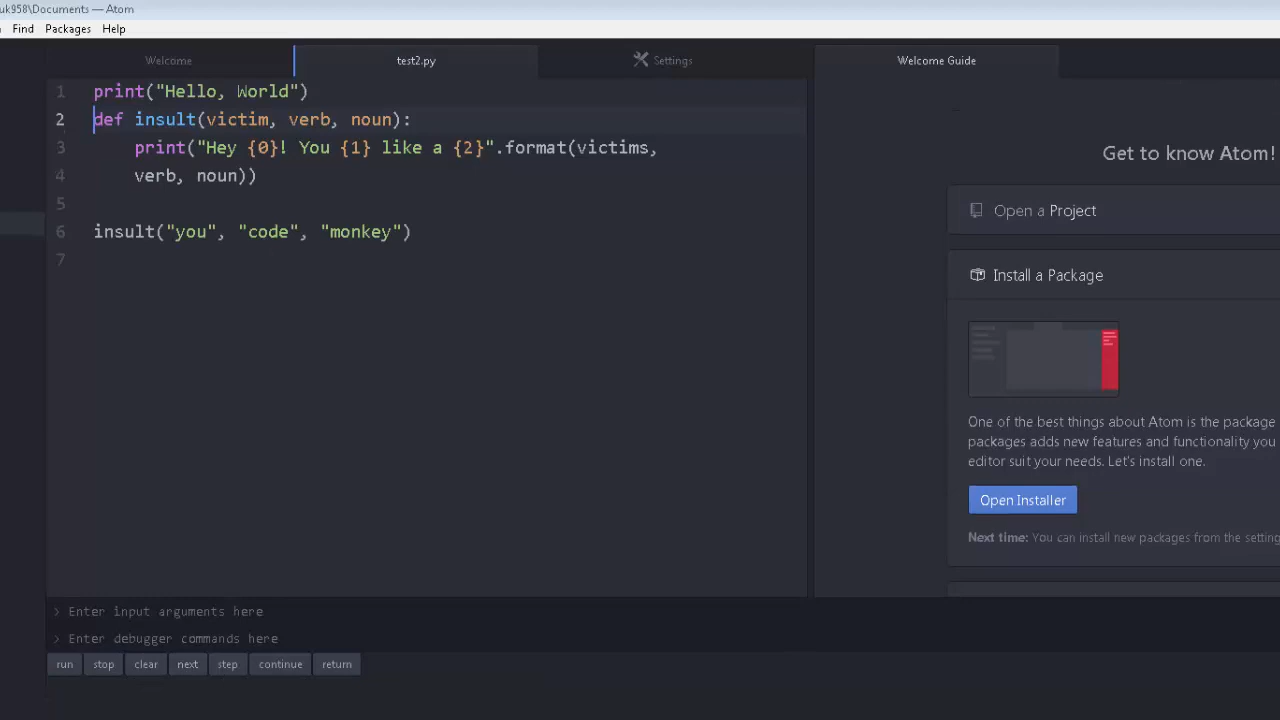 uk958\Documents — Atom
Find Packages Help
Welcome
test2.py
Settings
Welcome Guide
1 print("Hello, World")
2 def insult(victim, verb, noun):
3 print("Hey {0}! You {1} like a {2}".format(victims,
4 verb, noun))
5
6 insult("you", "code", "monkey")
7
Get to know Atom!
Open a Project
Install a Package
One of the best things about Atom is the package
packages adds new features and functionality you
editor suit your needs. Let's install one.
Open Installer
Next time: You can install new packages from the setting
> Enter input arguments here
> Enter debugger commands here
run stop clear next step continue return